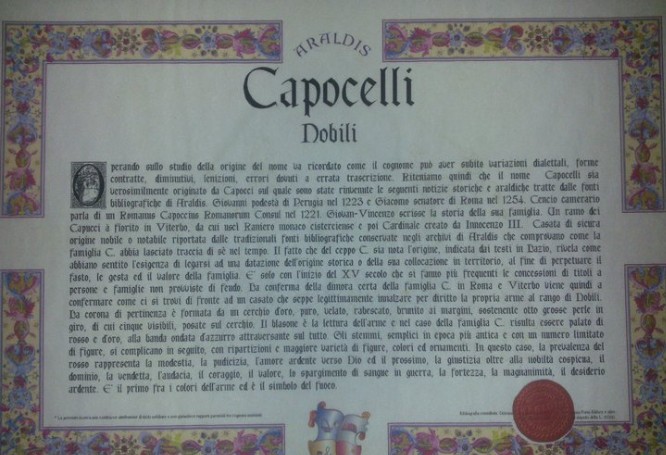 ARALDIS
Capocelli
Nobili
Operando sullo studio della origine del nome va ricordato come il cognome può aver subito variazioni dialettali, forme
contratte, diminutivi, lenizioni, errori dovuti a errata trascrizione. Riteniamo quindi che il nome Capocelli sia
verosimilmente originato da Capocci sul quale sono state rinvenute le seguenti notizie storiche e araldiche tratte dalle fonti
bibliografiche di Araldis. Giovanni podestà di Perugia nel 1223 e Giacomo senatore di Roma nel 1254. Cencio camerario
parla di un Romanus Capoccius Romanorum Consul nel 1221. Giovan-Vincenzo scrisse la storia della sua famiglia. Un ramo dei
Capucci è fiorito in Viterbo, da cui uscì Raniero monaco cistercense e poi Cardinale creato da Innocenzo III. Casata di sicura
origine nobile o notabile riportata dalle tradizionali fonti bibliografiche conservate negli archivi di Araldis che comprovano come la
famiglia C. abbia lasciato traccia di sè nel tempo. Il fatto che del ceppo C. sia nota l'origine, indicata dai testi in Lazio, rivela come
abbiano sentito l'esigenza di legarsi ad una datazione dell'origine storica o della sua collocazione in territorio, al fine di perpetuare il
fasto, le gesta ed il valore della famiglia. E' solo con l'inizio del XV secolo che si fanno più frequenti le concessioni di titoli a
persone e famiglie non provviste di feudo. La conferma della dimora certa della famiglia C. in Roma e Viterbo viene quindi a
confermare come ci si trovi di fronte ad un casato che seppe legittimamente innalzare per diritto la propria arme al rango di Nobili.
La corona di pertinenza è formata da un cerchio d'oro, puro, velato, rabescato, brunito ai margini, sostenente otto grosse perle in
giro, di cui cinque visibili, posate sul cerchio. Il blasone è la lettura dell'arme e nel caso della famiglia C. risulta essere palato di
rosso e d'oro, alla banda ondata d'azzurro attraversante sul tutto. Gli stemmi, semplici in epoca più antica e con un numero limitato
di figure, si complicano in seguito, con ripartizioni e maggiore varietà di figure, colori ed ornamenti. In questo caso, la prevalenza del
rosso rappresenta la modestia, la pudicizia, l'amore ardente verso Dio ed il prossimo, la giustizia oltre alla nobiltà cospicua, il
dominio, la vendetta, l'audacia, il coraggio, il valore, lo spargimento di sangue in guerra, la fortezza, la magnanimità, il desiderio
ardente. E' il primo fra i colori dell'arme ed è il simbolo del fuoco.